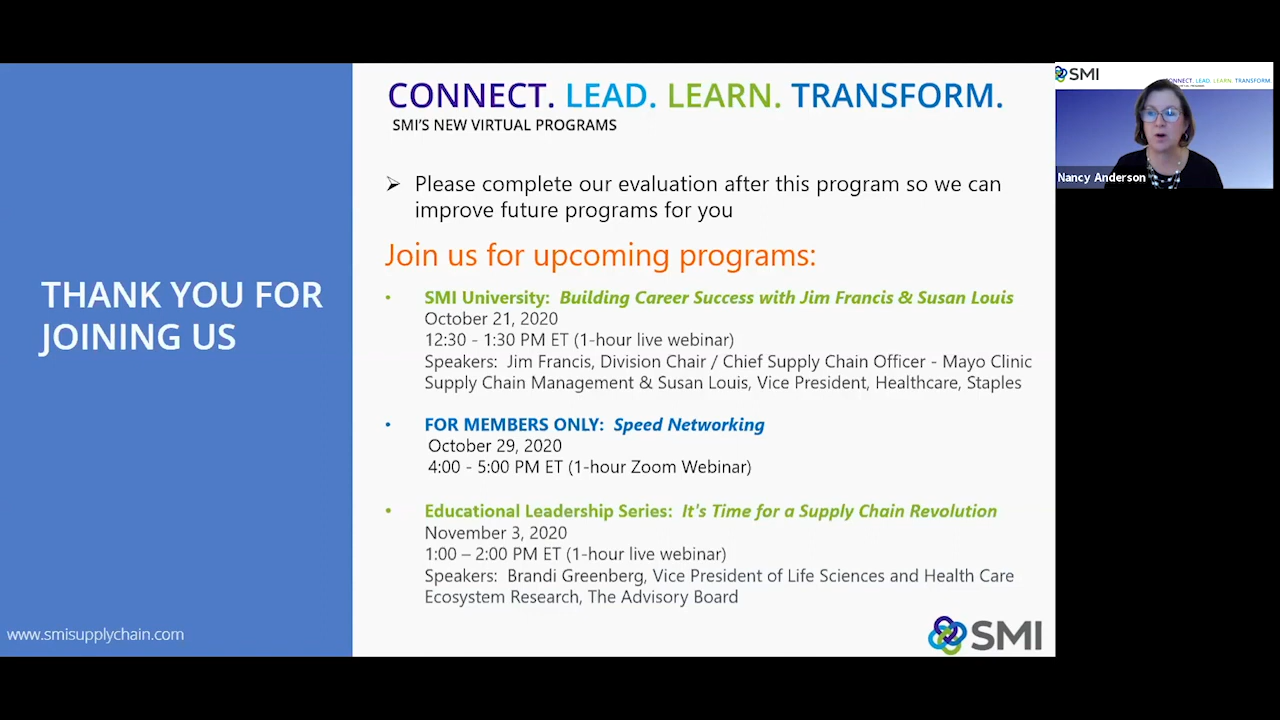 THANK YOU FOR
JOINING US
www.smisupplychain.com
CONNECT. LEAD. LEARN. TRANSFORM.
SMI'S NEW VIRTUAL PROGRAMS
➢ Please complete our evaluation after this program so we can
improve future programs for you
Join us for upcoming programs:
• SMI University: Building Career Success with Jim Francis & Susan Louis
October 21, 2020
12:30 - 1:30 PM ET (1-hour live webinar)
Speakers: Jim Francis, Division Chair / Chief Supply Chain Officer - Mayo Clinic
Supply Chain Management & Susan Louis, Vice President, Healthcare, Staples
• FOR MEMBERS ONLY: Speed Networking
October 29, 2020
4:00 - 5:00 PM ET (1-hour Zoom Webinar)
• Educational Leadership Series: It's Time for a Supply Chain Revolution
November 3, 2020
1:00 – 2:00 PM ET (1-hour live webinar)
Speakers: Brandi Greenberg, Vice President of Life Sciences and Health Care
Ecosystem Research, The Advisory Board
SMI
SMI
CONNECT. LEAD. LEARN. TRANSFORM.
Nancy Anderson